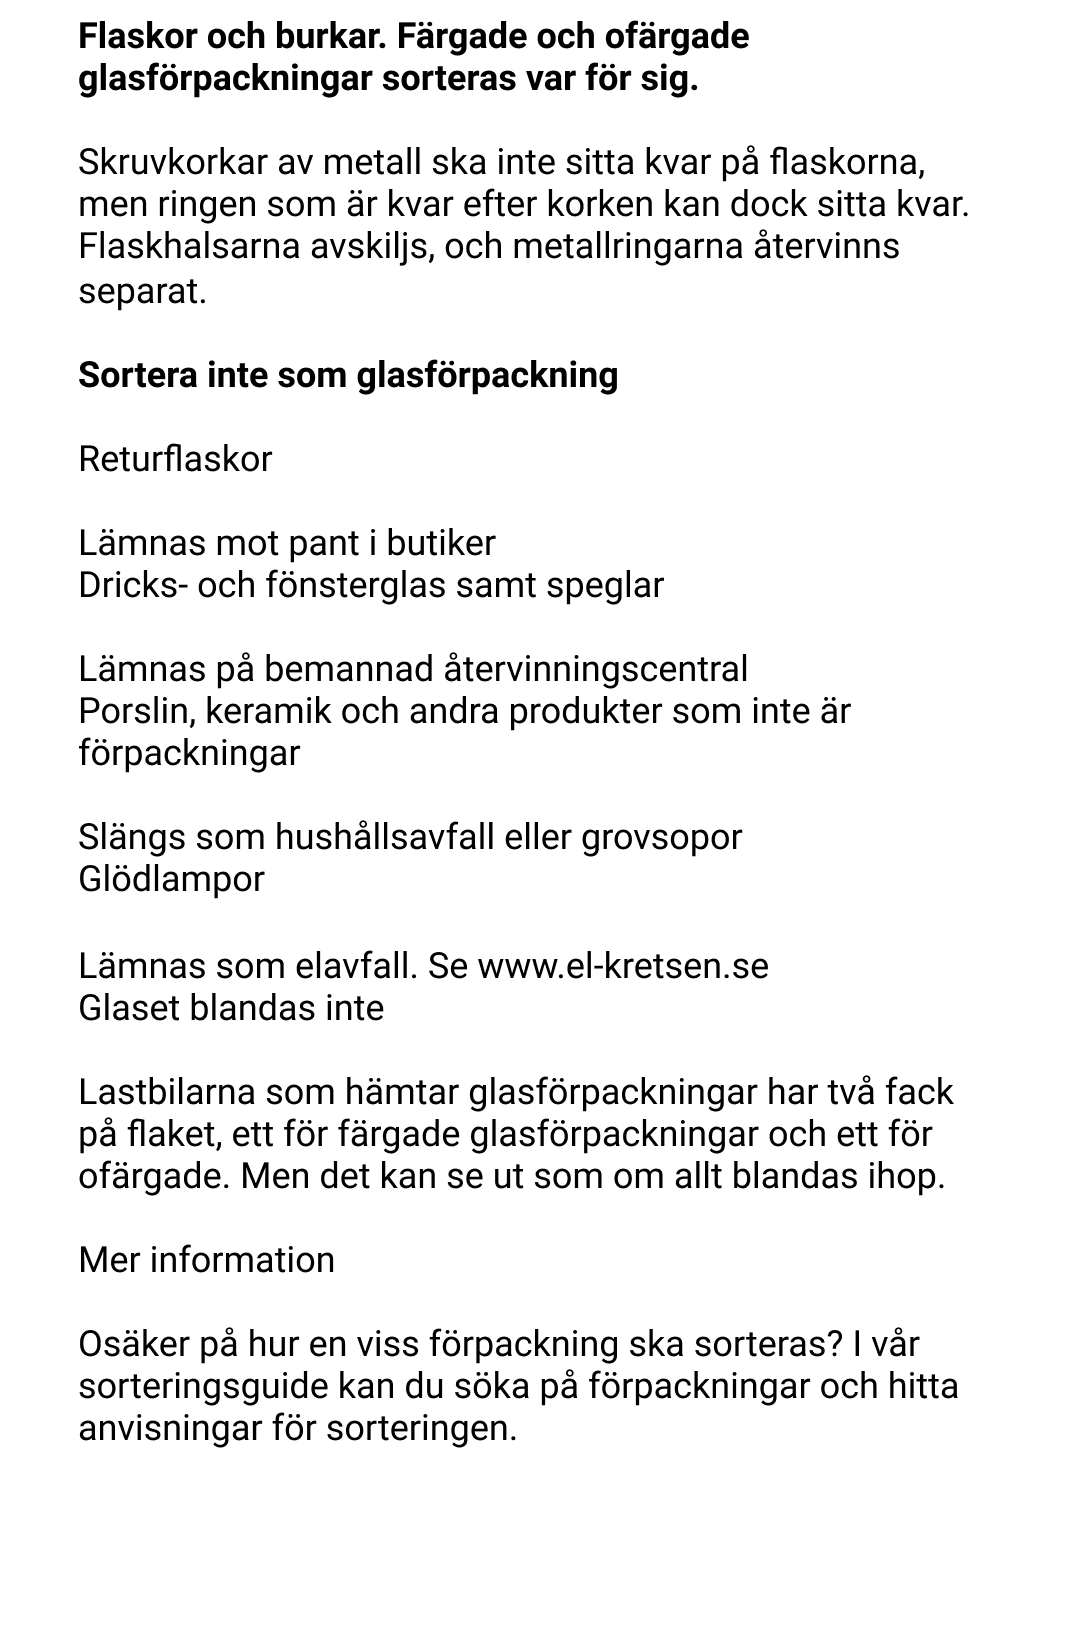 Flaskor och burkar. Färgade och ofärgade
glasförpackningar sorteras var för sig.
Skruvkorkar av metall ska inte sitta kvar på flaskorna,
men ringen som är kvar efter korken kan dock sitta kvar.
Flaskhalsarna avskiljs, och metallringarna återvinns
separat.
Sortera inte som glasförpackning
Returflaskor
Lämnas mot pant i butiker
Dricks- och fönsterglas samt speglar
Lämnas på bemannad återvinningscentral
Porslin, keramik och andra produkter som inte är
förpackningar
Slängs som hushållsavfall eller grovsopor
Glödlampor
Lämnas som elavfall. Se www.el-kretsen.se
Glaset blandas inte
Lastbilarna som hämtar glasförpackningar har två fack
på flaket, ett för färgade glasförpackningar och ett för
ofärgade. Men det kan se ut som om allt blandas ihop.
Mer information
Osäker på hur en viss förpackning ska sorteras? I vår
sorteringsguide kan du söka på förpackningar och hitta
anvisningar för sorteringen.